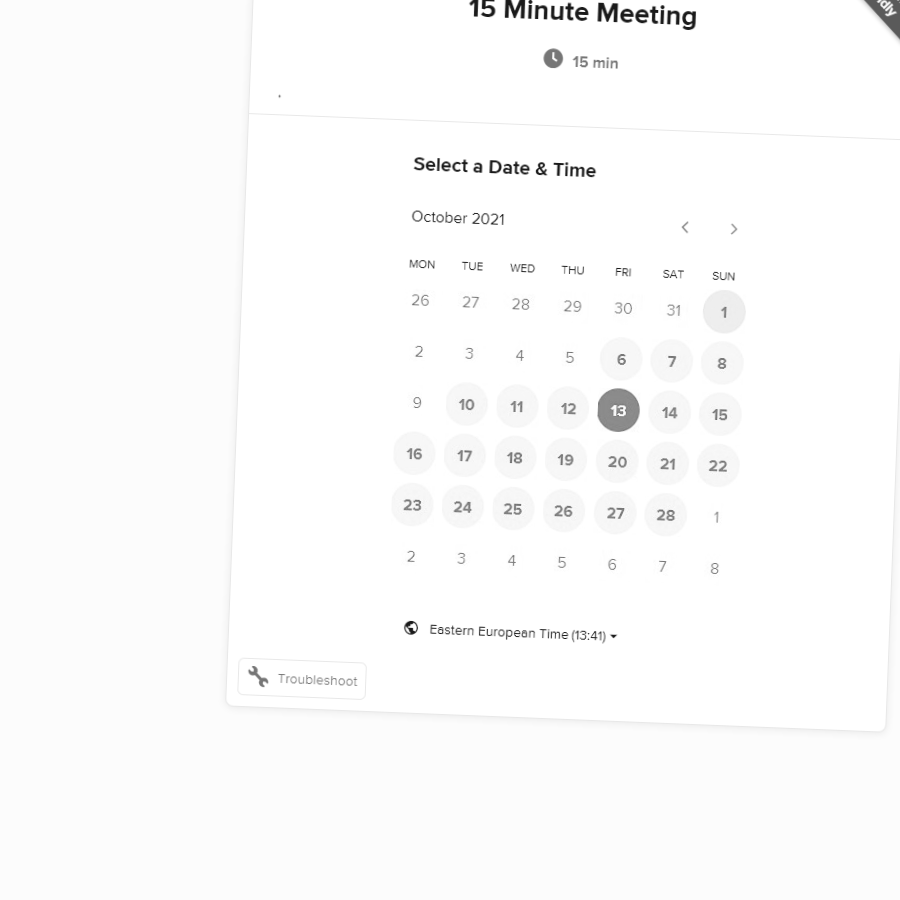 15 Minute Meeting
15 min
.
Select a Date & Time
October 2021
MON TUE WED THU FRI SAT SUN
26 27 28 29 30 31 1
2 3 4 5 6 7 8
9 10 11 12 13 14 15
16 17 18 19 20 21 22
23 24 25 26 27 28 1
2 3 4 5 6 7 8
Eastern European Time (13:41)
Troubleshoot